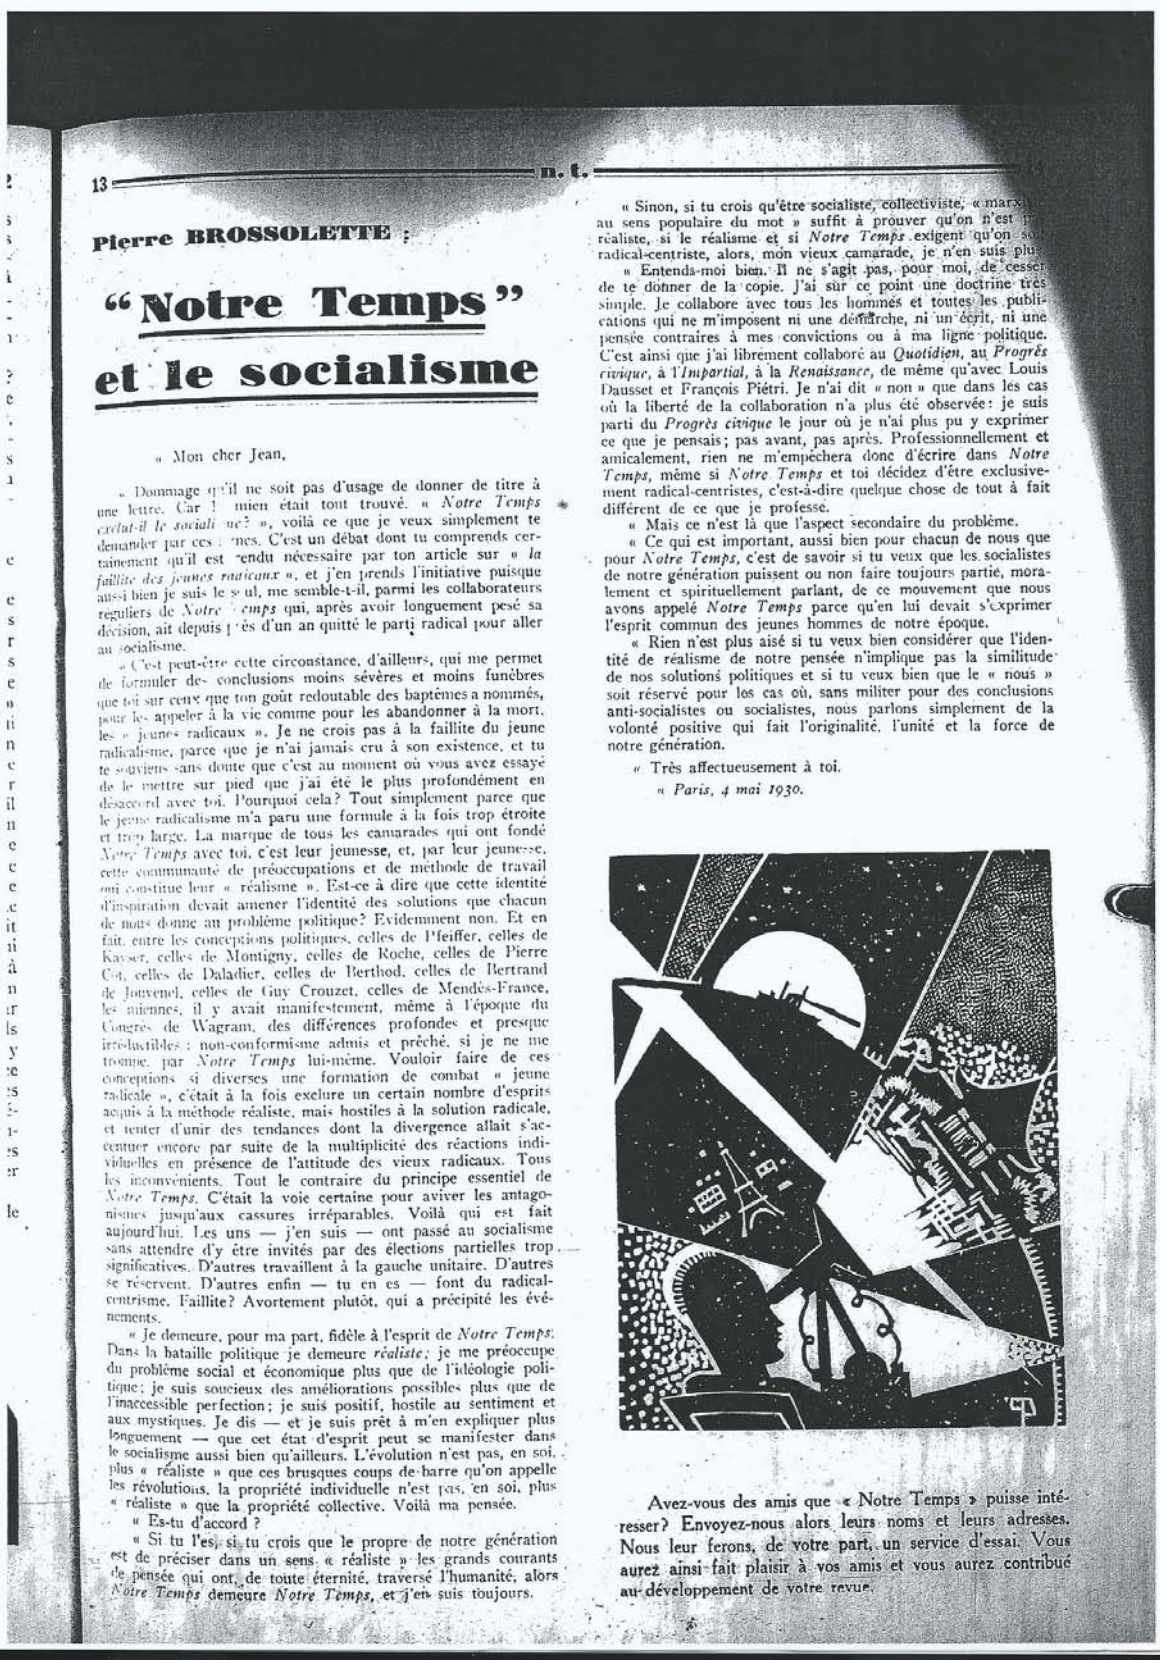 13
n. t.
Pierre BROSSOLETTE :
“Notre Temps”
et le socialisme
« Mon cher Jean,
« Dommage qu'il ne soit pas d'usage de donner de titre à
une lettre. Car ! mien était tout trouvé. « Notre Temps
exclut-il le sociali me? », voilà ce que je veux simplement te
demander par ces : nes. C'est un débat dont tu comprends cer-
tainement qu'il est rendu nécessaire par ton article sur « la
faillite des jeunes radicaux », et j'en prends l'initiative puisque
aussi bien je suis le s ul, me semble-t-il, parmi les collaborateurs
réguliers de Notre emps qui, après avoir longuement pesé sa
décision, ait depuis près d'un an quitté le parti radical pour aller
au socialisme.
« C'est peut-être cette circonstance, d'ailleurs, qui me permet
de formuler des conclusions moins sévères et moins funèbres
que toi sur ceux que ton goût redoutable des baptêmes a nommés,
pour les appeler à la vie comme pour les abandonner à la mort,
les « jeunes radicaux ». Je ne crois pas à la faillite du jeune
radicalisme, parce que je n'ai jamais cru à son existence, et tu
te souviens sans doute que c'est au moment où vous avez essayé
de le mettre sur pied que j'ai été le plus profondément en
désaccord avec toi. Pourquoi cela? Tout simplement parce que
le jeune radicalisme m'a paru une formule à la fois trop étroite
et trop large. La marque de tous les camarades qui ont fondé
Notre Temps avec toi, c'est leur jeunesse, et, par leur jeunesse,
cette communauté de préoccupations et de méthode de travail
qui constitue leur « réalisme ». Est-ce à dire que cette identité
d'inspiration devait amener l'identité des solutions que chacun
de nous donne au problème politique? Evidemment non. Et en
fait, entre les conceptions politiques, celles de Pfeiffer, celles de
Kayser, celles de Montigny, celles de Roche, celles de Pierre
Cot, celles de Daladier, celles de Berthod, celles de Bertrand
de Jouvenel, celles de Guy Crouzet, celles de Mendès-France,
les miennes, il y avait manifestement, même à l'époque du
Congrès de Wagram, des différences profondes et presque
irréductibles : non-conformisme admis et prêché, si je ne me
trompe, par Notre Temps lui-même. Vouloir faire de ces
conceptions si diverses une formation de combat « jeune
radicale », c'était à la fois exclure un certain nombre d'esprits
acquis à la méthode réaliste, mais hostiles à la solution radicale,
et tenter d'unir des tendances dont la divergence allait s'ac-
centuer encore par suite de la multiplicité des réactions indi-
viduelles en présence de l'attitude des vieux radicaux. Tous
les inconvénients. Tout le contraire du principe essentiel de
Notre Temps. C'était la voie certaine pour aviver les antago-
nismes jusqu'aux cassures irréparables. Voilà qui est fait
aujourd'hui. Les uns — j'en suis — ont passé au socialisme
sans attendre d'y être invités par des élections partielles trop
significatives. D'autres travaillent à la gauche unitaire. D'autres
se réservent. D'autres enfin — tu en es — font du radical-
centrisme. Faillite? Avortement plutôt, qui a précipité les évé-
nements.
« Je demeure, pour ma part, fidèle à l'esprit de Notre Temps.
Dans la bataille politique je demeure réaliste; je me préoccupe
du problème social et économique plus que de l'idéologie poli-
tique; je suis soucieux des améliorations possibles plus que de
l'inaccessible perfection; je suis positif, hostile au sentiment et
aux mystiques. Je dis — et je suis prêt à m'en expliquer plus
longuement — que cet état d'esprit peut se manifester dans
le socialisme aussi bien qu'ailleurs. L'évolution n'est pas, en soi,
plus « réaliste » que ces brusques coups de barre qu'on appelle
les révolutions, la propriété individuelle n'est pas, en soi, plus
« réaliste » que la propriété collective. Voilà ma pensée.
« Es-tu d'accord ?
« Si tu l'es, si tu crois que le propre de notre génération
est de préciser dans un sens « réaliste » les grands courants
de pensée qui ont, de toute éternité, traversé l'humanité, alors
Notre Temps demeure Notre Temps, et j'en suis toujours.
« Sinon, si tu crois qu'être socialiste, collectiviste, « marx
au sens populaire du mot » suffit à prouver qu'on n'est p
réaliste, si le réalisme et si Notre Temps exigent qu'on soi
radical-centriste, alors, mon vieux camarade, je n'en suis plus
« Entends-moi bien. Il ne s'agit pas, pour moi, de cesser
de te donner de la copie. J'ai sur ce point une doctrine très
simple. Je collabore avec tous les hommes et toutes les publi-
cations qui ne m'imposent ni une démarche, ni un écrit, ni une
pensée contraires à mes convictions ou à ma ligne politique.
C'est ainsi que j'ai librement collaboré au Quotidien, au Progrès
civique, à l'Impartial, à la Renaissance, de même qu'avec Louis
Dausset et François Piétri. Je n'ai dit « non » que dans les cas
où la liberté de la collaboration n'a plus été observée: je suis
parti du Progrès civique le jour où je n'ai plus pu y exprimer
ce que je pensais; pas avant, pas après. Professionnellement et
amicalement, rien ne m'empêchera donc d'écrire dans Notre
Temps, même si Notre Temps et toi décidez d'être exclusive-
ment radical-centristes, c'est-à-dire quelque chose de tout à fait
différent de ce que je professe.
« Mais ce n'est là que l'aspect secondaire du problème.
« Ce qui est important, aussi bien pour chacun de nous que
pour Notre Temps, c'est de savoir si tu veux que les socialistes
de notre génération puissent ou non faire toujours partie, mora-
lement et spirituellement parlant, de ce mouvement que nous
avons appelé Notre Temps parce qu'en lui devait s'exprimer
l'esprit commun des jeunes hommes de notre époque.
« Rien n'est plus aisé si tu veux bien considérer que l'iden-
tité de réalisme de notre pensée n'implique pas la similitude
de nos solutions politiques et si tu veux bien que le « nous »
soit réservé pour les cas où, sans militer pour des conclusions
anti-socialistes ou socialistes, nous parlons simplement de la
volonté positive qui fait l'originalité, l'unité et la force de
notre génération.
« Très affectueusement à toi.
« Paris, 4 mai 1930.
Avez-vous des amis que « Notre Temps » puisse inté-
resser? Envoyez-nous alors leurs noms et leurs adresses.
Nous leur ferons, de votre part, un service d'essai. Vous
aurez ainsi fait plaisir à vos amis et vous aurez contribué
au développement de votre revue.